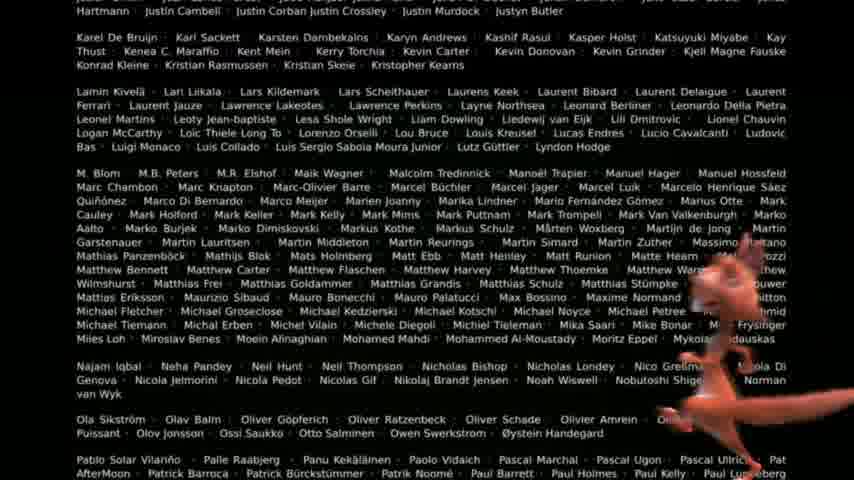 Hartmann · Justin Cambell · Justin Corban Justin Crossley · Justin Murdock · Justyn Butler
Karel De Bruijn · Karl Sackett · Karsten Dambekalns · Karyn Andrews · Kashif Rasul · Kasper Holst · Katsuyuki Miyabe · Kay
Thust · Kenea C. Maraffio · Kent Mein · Kerry Torchia · Kevin Carter · Kevin Donovan · Kevin Grinder · Kjell Magne Fauske
Konrad Kleine · Kristian Rasmussen · Kristian Skeie · Kristopher Kearns
Lamin Kivelä · Lari Liikala · Lars Kildemark · Lars Schelthauer · Laurens Keek · Laurent Bibard · Laurent Delaigue · Laurent
Ferrari · Laurent Jauze · Lawrence Lakeotes · Lawrence Perkins · Layne Northsea · Leonard Berliner · Leonardo Della Pietra
Leonel Martins · Leoty Jean-baptiste · Lesa Shole Wright · Liam Dowling · Liedewij van Eijk · Lili Dmitrovic · Lionel Chauvin
Logan McCarthy · Loic Thiele Long To · Lorenzo Orselli · Lou Bruce · Louis Kreusel · Lucas Endres · Lucio Cavalcanti · Ludovic
Bas · Luigi Monaco · Luis Collado · Luis Sergio Saboia Moura Junior · Lutz Güttler · Lyndon Hodge
M. Blom · M.B. Peters · M.R. Elshof · Maik Wagner · Malcolm Tredinnick · Manoël Trapier · Manuel Hager · Manuel Hossfeld
Marc Chambon · Marc Knapton · Marc-Olivier Barre · Marcel Büchler · Marcel Jager · Marcel Luik · Marcelo Henrique Sáez
Quiñónez · Marco Di Bernardo · Marco Meijer · Marien Joanny · Marika Lindner · Mario Fernández Gómez · Marius Otte · Mark
Cauley · Mark Holford · Mark Keller · Mark Kelly · Mark Mims · Mark Puttnam · Mark Trompell · Mark Van Valkenburgh · Marko
Aalto · Marko Burjek · Marko Dimiskovski · Markus Kothe · Markus Schulz · Mårten Woxberg · Martijn de Jong · Martin
Garstenauer · Martin Lauritsen · Martin Middleton · Martin Reurings · Martin Simard · Martin Zuther · Massimo
Mathias Panzenböck · Mathijs Blok · Mats Holmberg · Matt Ebb · Matt Henley · Matt Runion · Matte Hearn
Matthew Bennett · Matthew Carter · Matthew Flaschen · Matthew Harvey · Matthew Thoemke · Matthew
Wilmshurst · Matthias Frei · Matthias Goldammer · Matthias Grandis · Matthias Schulz · Matthias Stümpke
Mattias Eriksson · Maurizio Sibaud · Mauro Bonecchi · Mauro Palatucci · Max Bossino · Maxime Normand
Michael Fletcher · Michael Groseclose · Michael Kedzierski · Michael Kotschi · Michael Noyce · Michael Petree
Michael Tiemann · Michal Erben · Michel Vilain · Michele Diegoli · Michiel Tieleman · Mika Saari · Mike Bonar · Frysinger
Miles Loh · Miroslav Benes · Moein Afinaghian · Mohamed Mahdi · Mohammed Al-Moustady · Moritz Eppel
Najam Iqbal · Neha Pandey · Neil Hunt · Neil Thompson · Nicholas Bishop · Nicholas Londey · Nico · Di
Genova · Nicola Jelmorini · Nicola Pedot · Nicolas Gif · Nikolaj Brandt Jensen · Noah Wiswell · Nobutoshi · Norman
van Wyk
Ola Sikström · Olav Balm · Oliver Göpferich · Oliver Ratzenbeck · Oliver Schade · Olivier Amrein
Puissant · Olov Jonsson · Ossi Saukko · Otto Salminen · Owen Swerkstrom · Øystein Handegard
Pablo Solar Vilariño · Palle Raabjerg · Panu Kekäläinen · Paolo Vidaich · Pascal Marchal · Pascal Ugon · Pascal · Pat
AfterMoon · Patrick Barroca · Patrick Bürckstümmer · Patrik Noomé · Paul Barrett · Paul Holmes · Paul Kelly · Paul